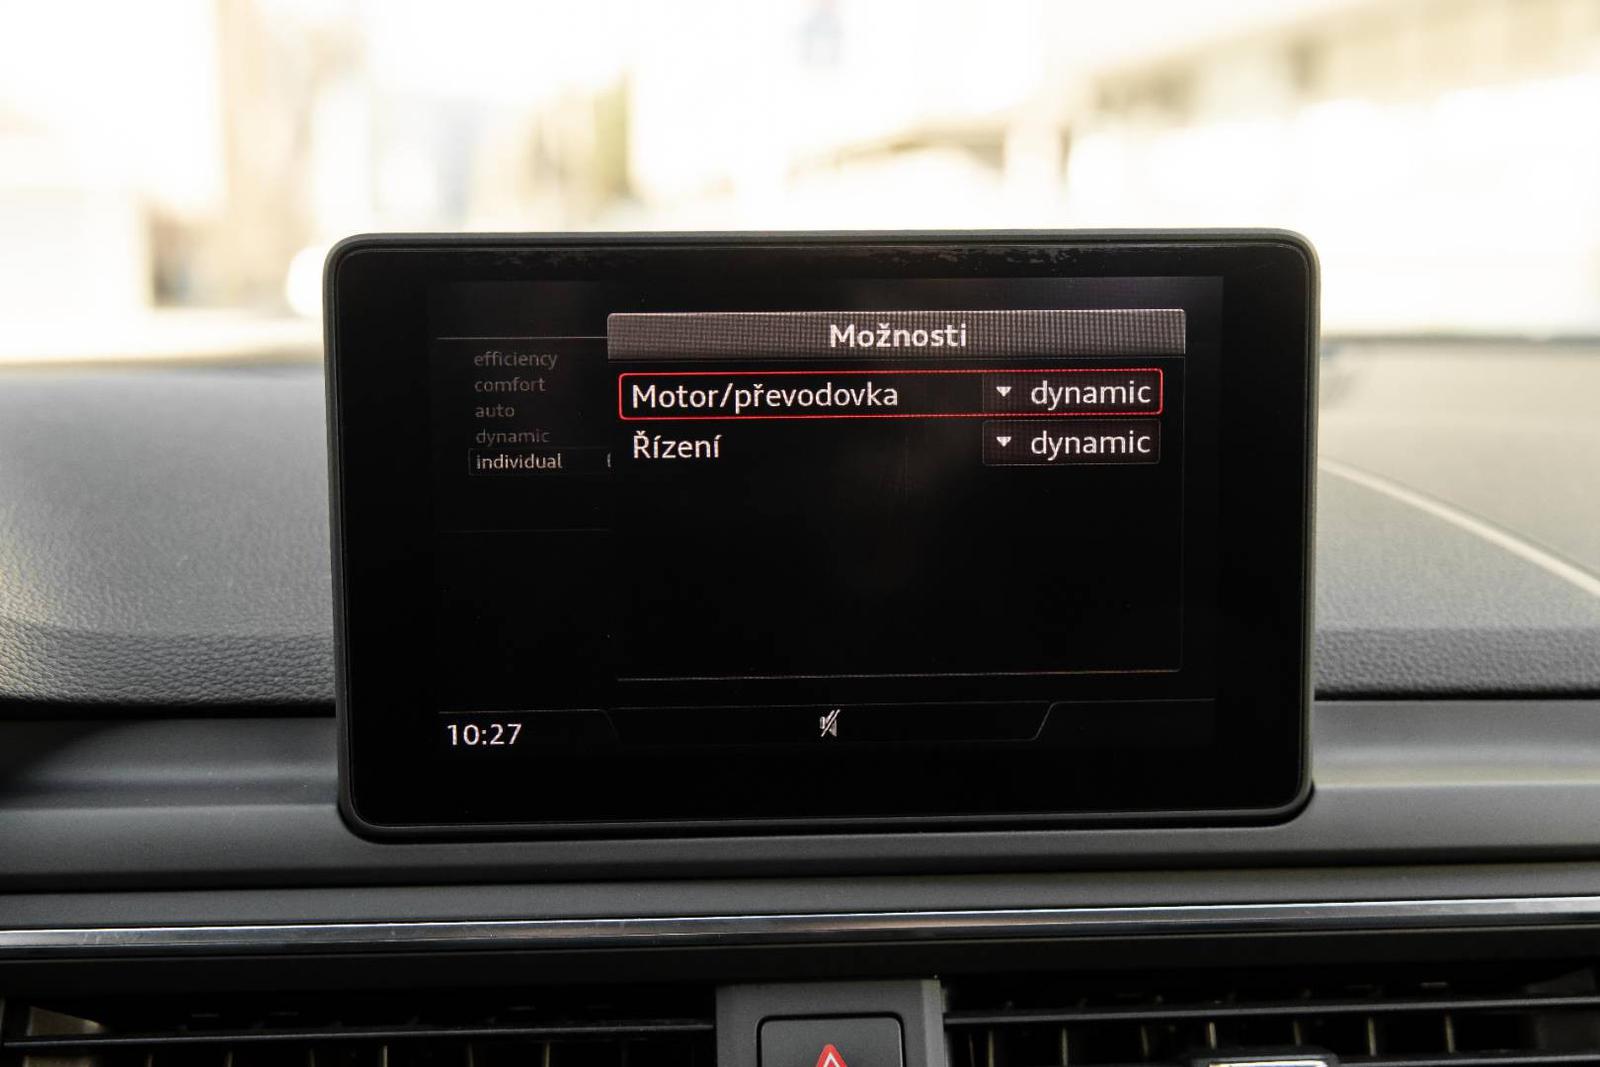 Možnosti
efficiency
comfort
auto
dynamic
individual
Motor/převodovka dynamic
Řízení dynamic
10:27